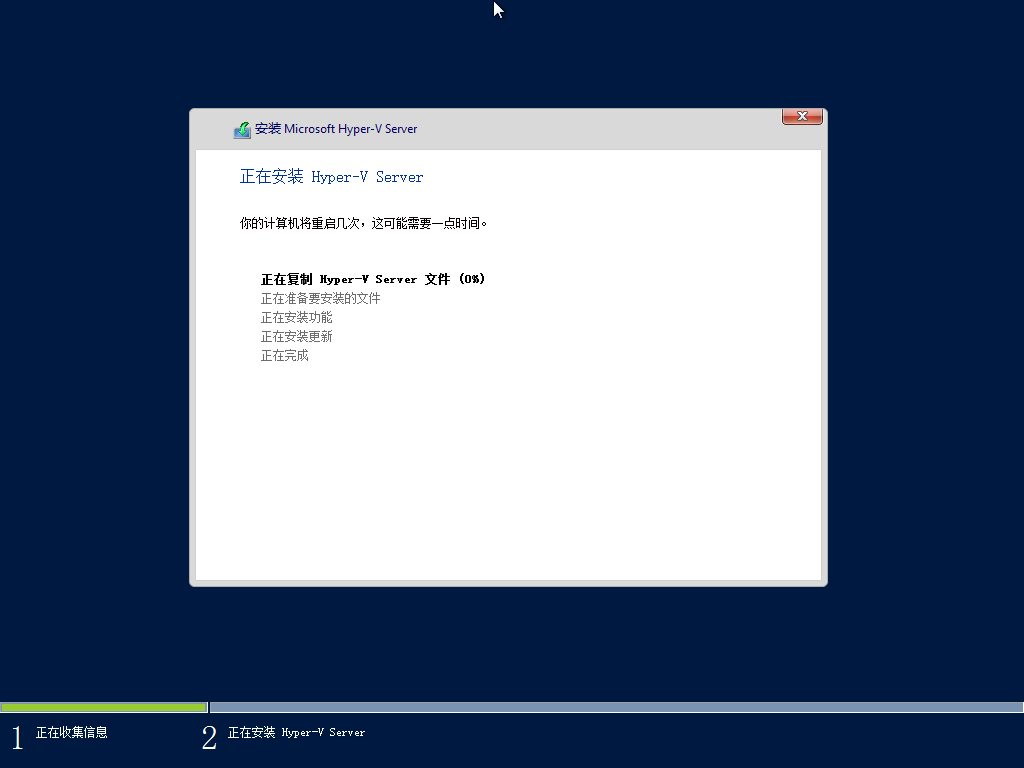 安装 Microsoft Hyper-V Server
正在安装 Hyper-V Server
你的计算机将重启几次，这可能需要一点时间。
正在复制 Hyper-V Server 文件 (0%)
正在准备要安装的文件
正在安装功能
正在安装更新
正在完成
1 正在收集信息
2 正在安装 Hyper-V Server